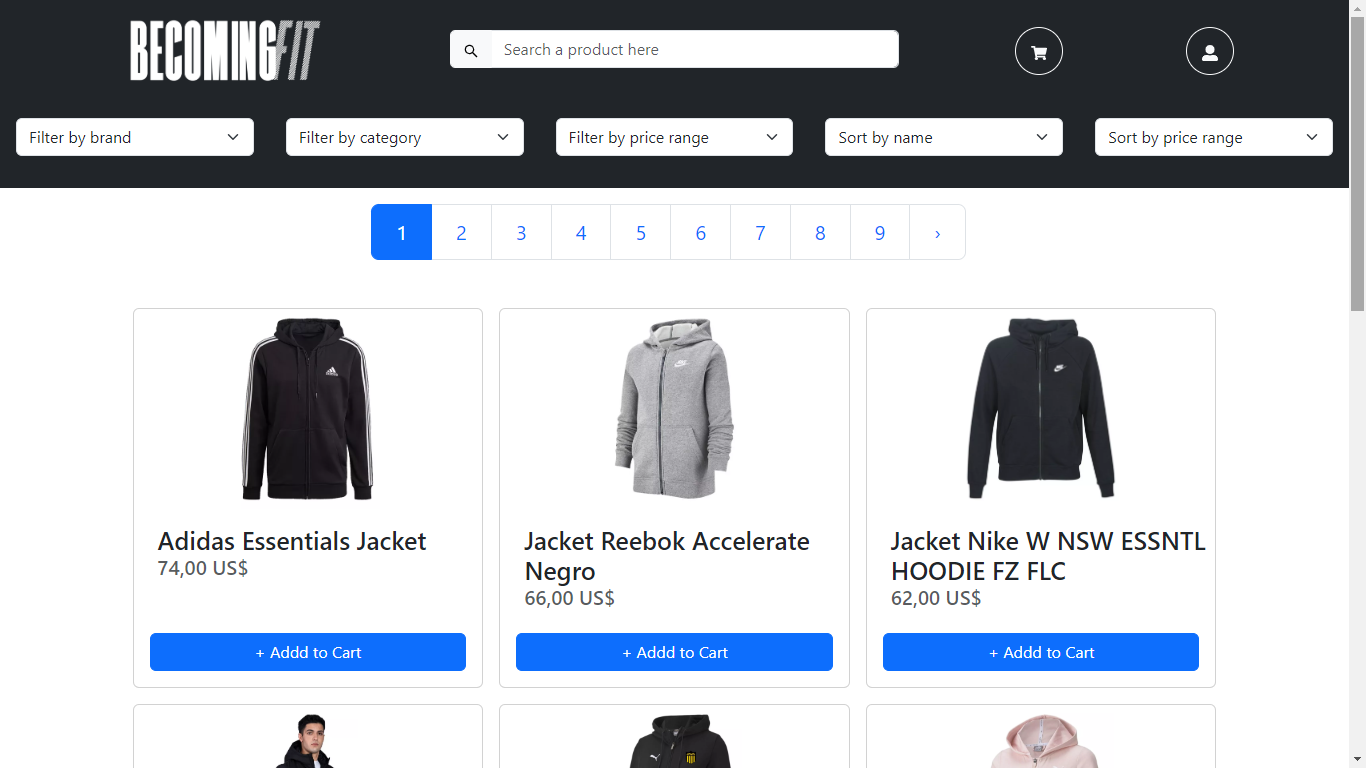 BECOMINGFIT
Search a product here
Filter by brand
Filter by category
Filter by price range
Sort by name
Sort by price range
1 2 3 4 5 6 7 8 9 ›
Adidas Essentials Jacket
74,00 US$
+ Addd to Cart
Jacket Reebok Accelerate
Negro
66,00 US$
+ Addd to Cart
Jacket Nike W NSW ESSNTL
HOODIE FZ FLC
62,00 US$
+ Addd to Cart